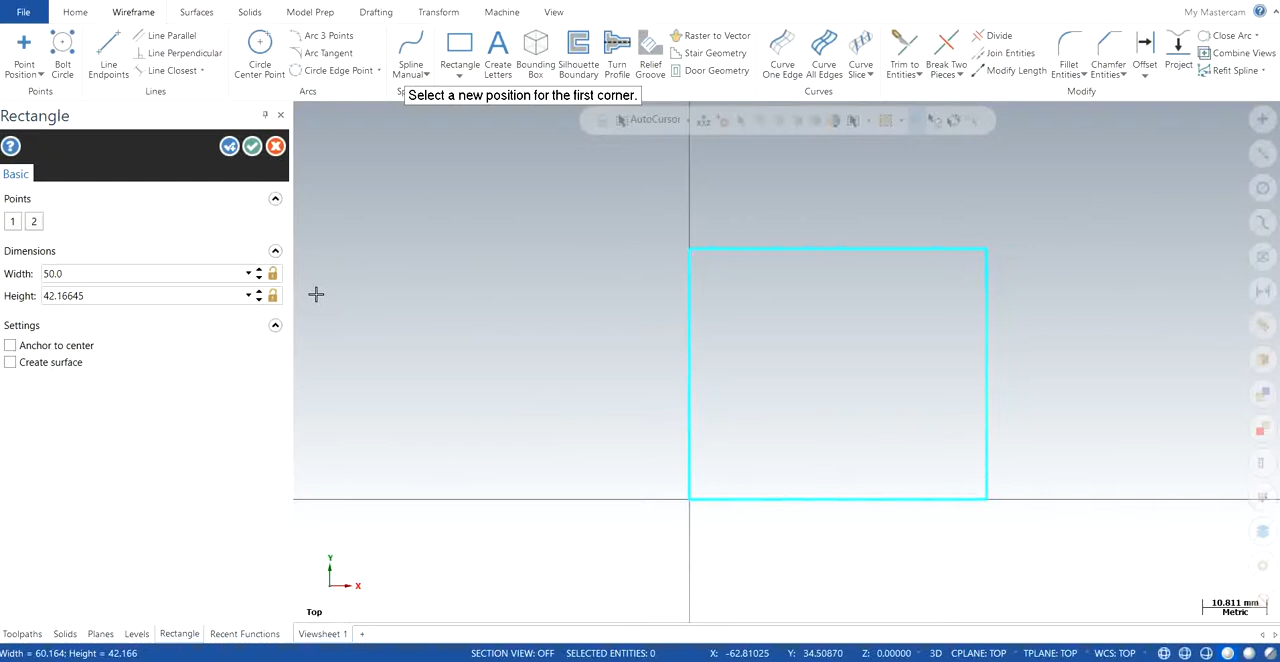 File Home Wireframe Surfaces Solids Model Prep Drafting Transform Machine View My Mastercam
Point Position
Bolt Circle
Points
Line Endpoints
Line Parallel
Line Perpendicular
Line Closest
Lines
Circle Center Point
Arc 3 Points
Arc Tangent
Circle Edge Point
Arcs
Spline Manual
Rectangle
Create Letters
Bounding Box
Silhouette Boundary
Turn Profile
Relief Groove
Raster to Vector
Stair Geometry
Door Geometry
Curve One Edge
Curve All Edges
Curve Slice
Curves
Trim to Entities
Break Two Pieces
Divide
Join Entities
Modify Length
Fillet Entities
Chamfer Entities
Offset
Project
Close Arc
Combine Views
Refit Spline
Modify
Select a new position for the first corner.
Rectangle
AutoCursor
Basic
Points
1 2
Dimensions
Width: 50.0
Height: 42.16645
Settings
Anchor to center
Create surface
Y
X
Top
10.811 mm
Metric
Toolpaths Solids Planes Levels Rectangle Recent Functions Viewsheet 1 +
Width = 60.164; Height = 42.166 SECTION VIEW: OFF SELECTED ENTITIES: 0 X: -62.81025 Y: 34.50870 Z: 0.00000 3D CPLANE: TOP TPLANE: TOP WCS: TOP